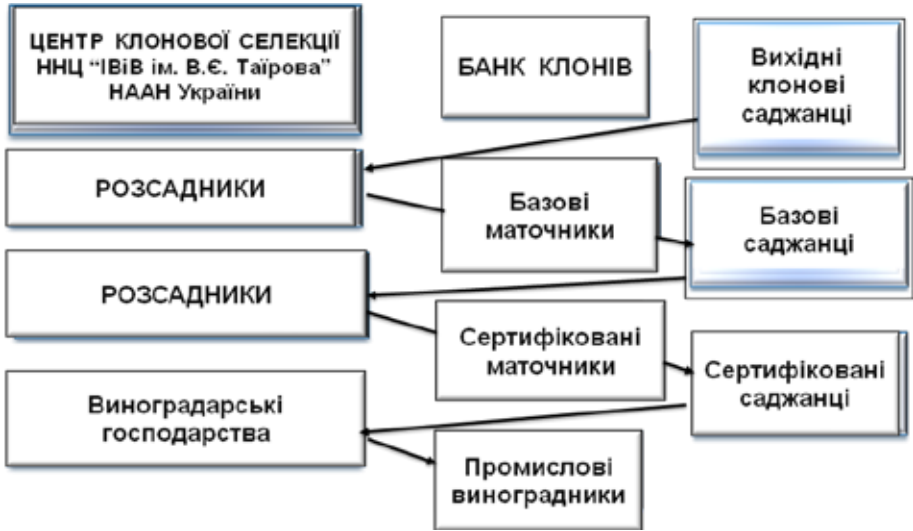 ЦЕНТР КЛОНОВОЇ СЕЛЕКЦІЇ
ННЦ “ІВіВ ім. В.Є. Таїрова”
НААН України
БАНК КЛОНІВ
Вихідні
клонові
саджанці
РОЗСАДНИКИ
Базові
маточники
Базові
саджанці
РОЗСАДНИКИ
Сертифіковані
маточники
Сертифіковані
саджанці
Виноградарські
господарства
Промислові
виноградники